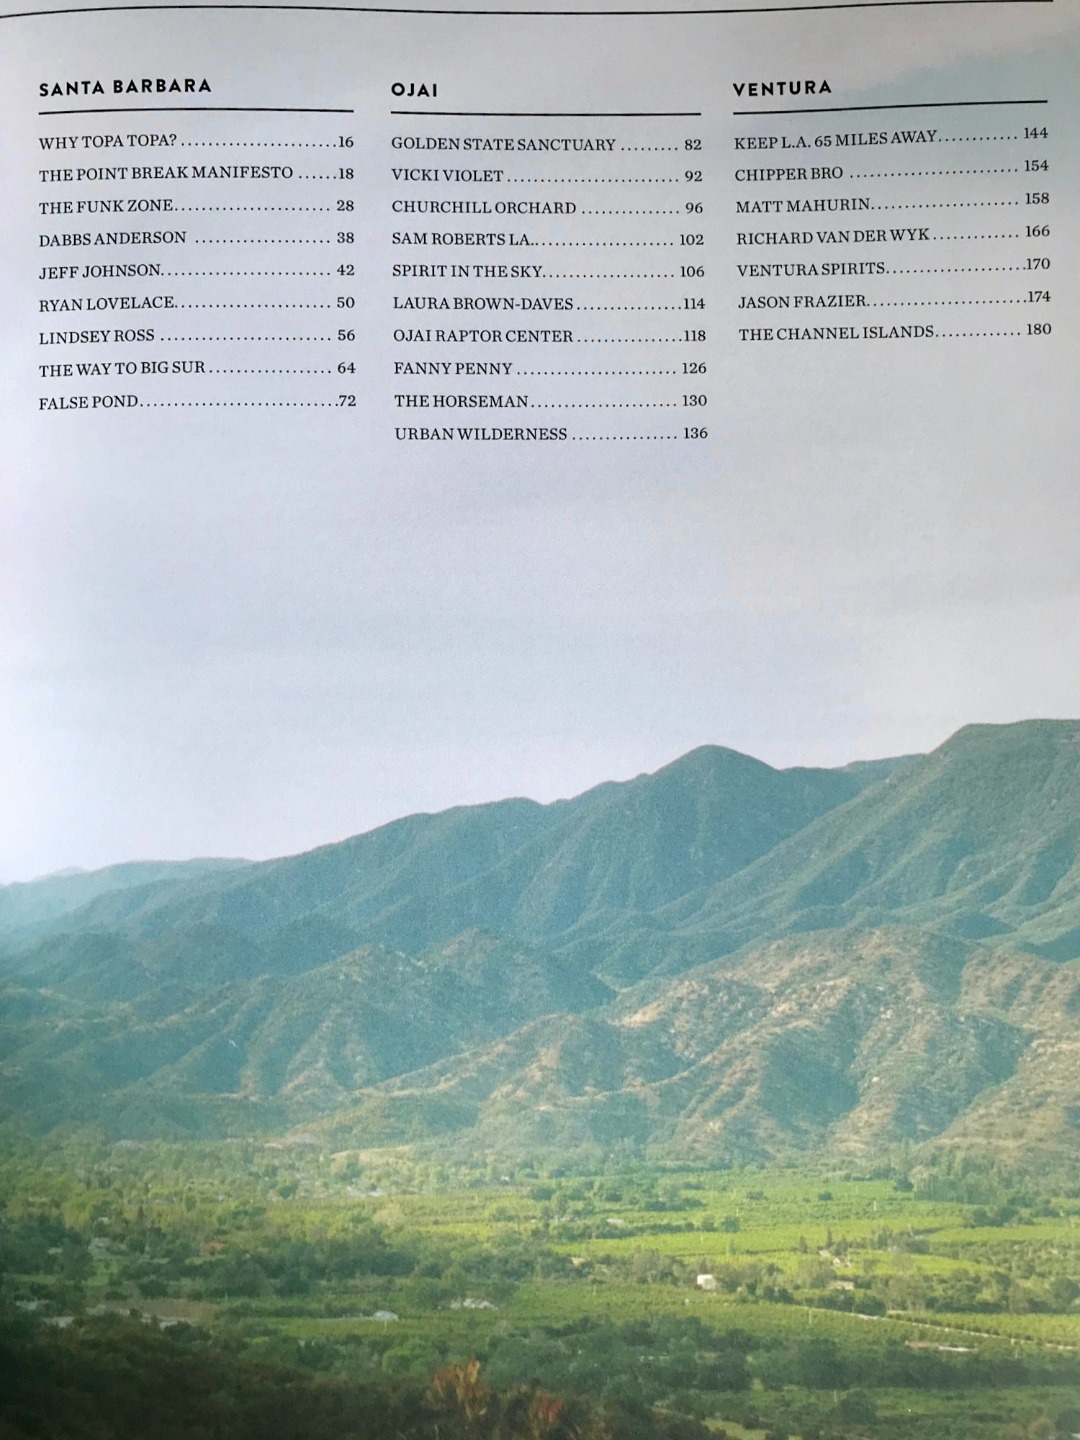 SANTA BARBARA
WHY TOPA TOPA? 16
THE POINT BREAK MANIFESTO 18
THE FUNK ZONE 28
DABBS ANDERSON 38
JEFF JOHNSON 42
RYAN LOVELACE 50
LINDSEY ROSS 56
THE WAY TO BIG SUR 64
FALSE POND 72
OJAI
GOLDEN STATE SANCTUARY 82
VICKI VIOLET 92
CHURCHILL ORCHARD 96
SAM ROBERTS LA. 102
SPIRIT IN THE SKY 106
LAURA BROWN-DAVES 114
OJAI RAPTOR CENTER 118
FANNY PENNY 126
THE HORSEMAN 130
URBAN WILDERNESS 136
VENTURA
KEEP L.A. 65 MILES AWAY 144
CHIPPER BRO 154
MATT MAHURIN 158
RICHARD VAN DER WYK 166
VENTURA SPIRITS 170
JASON FRAZIER 174
THE CHANNEL ISLANDS 180